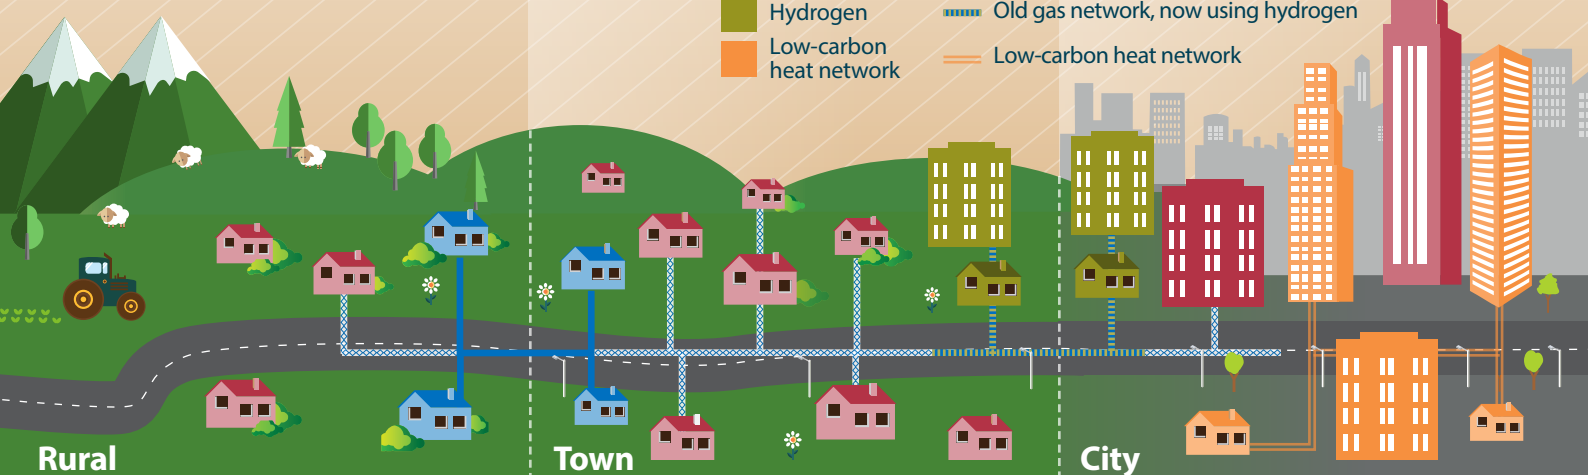 Hydrogen
Old gas network, now using hydrogen
Low-carbon
heat network
Low-carbon heat network
Rural
Town
City